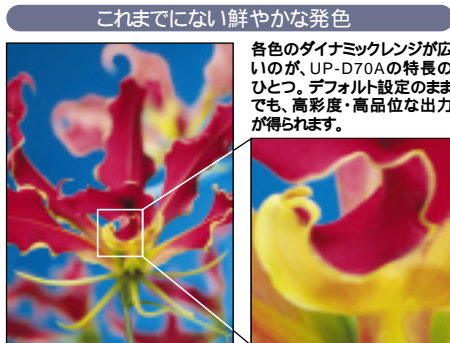 これまでにない鮮やかな発色
各色のダイナミックレンジが広
いのが、UP-D70Aの特長の
ひとつ。デフォルト設定のまま
でも、高彩度・高品位な出力
が得られます。